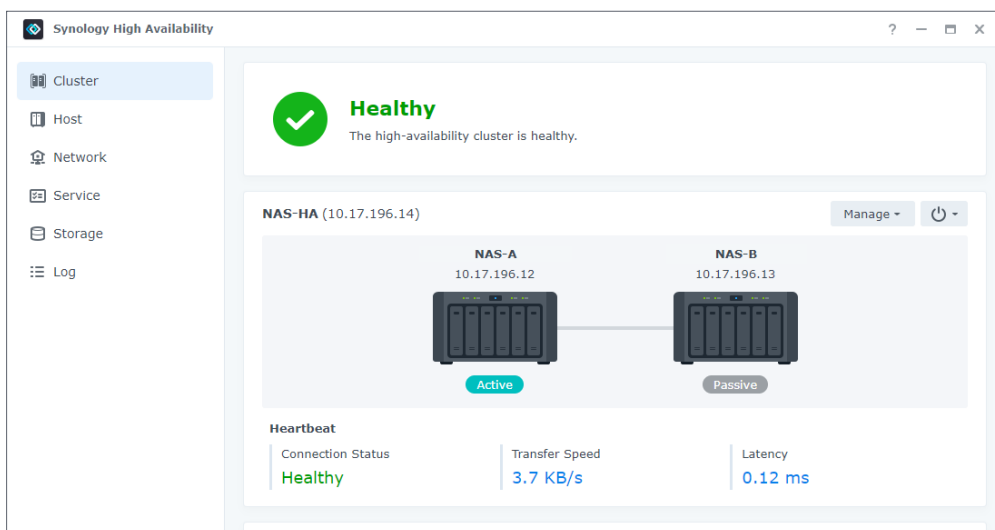 Synology High Availability
?
Cluster
Host
Network
Service
Storage
Log
Healthy
The high-availability cluster is healthy.
NAS-HA (10.17.196.14)
Manage
NAS-A
10.17.196.12
Active
NAS-B
10.17.196.13
Passive
Heartbeat
Connection Status
Healthy
Transfer Speed
3.7 KB/s
Latency
0.12 ms